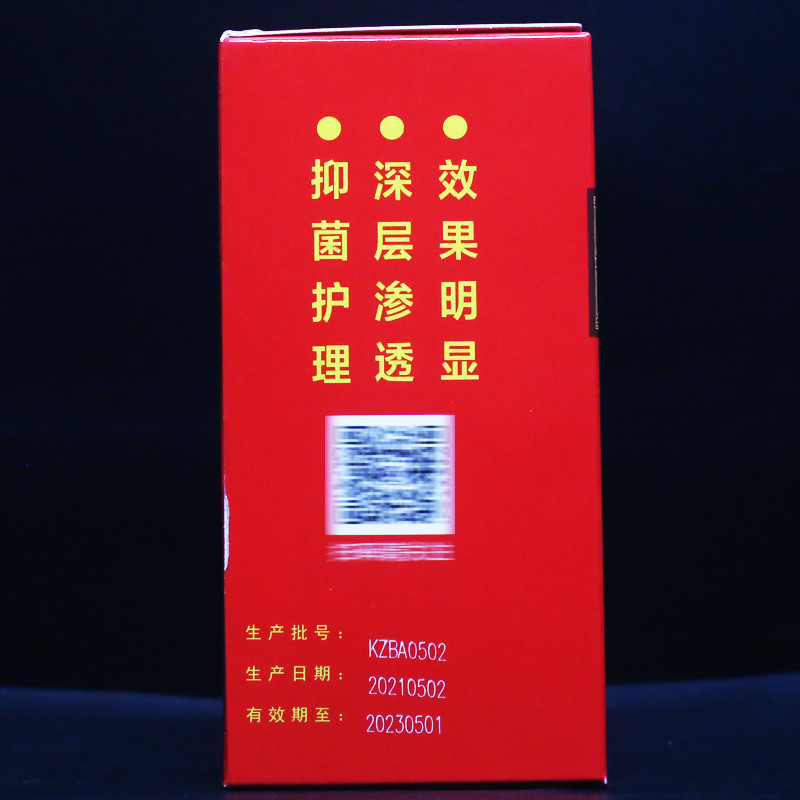 抑菌护理
深层渗透
效果明显
生产批号：KZBA0502
生产日期：20210502
有效期至：20230501